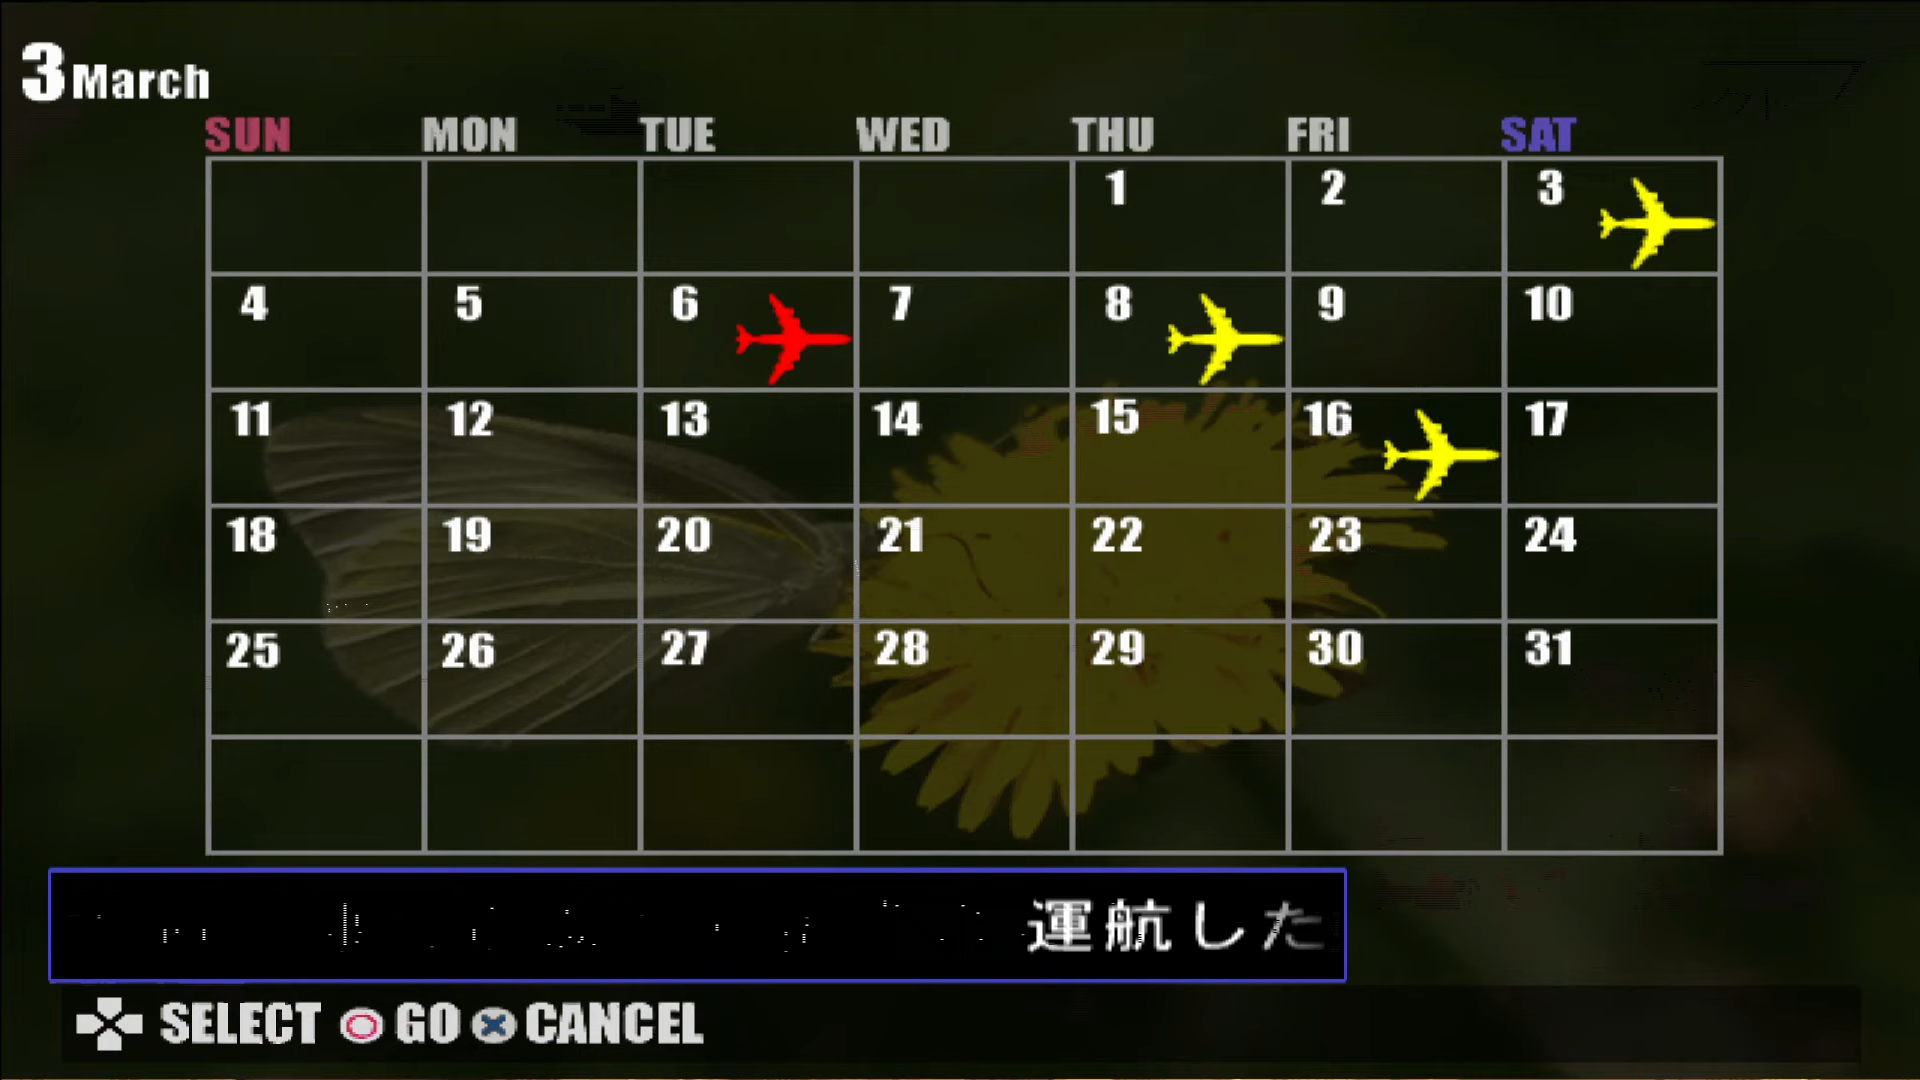 3 March
SUN MON TUE WED THU FRI SAT
1 2 3
4 5 6 7 8 9 10
11 12 13 14 15 16 17
18 19 20 21 22 23 24
25 26 27 28 29 30 31
運航した
SELECT GO CANCEL